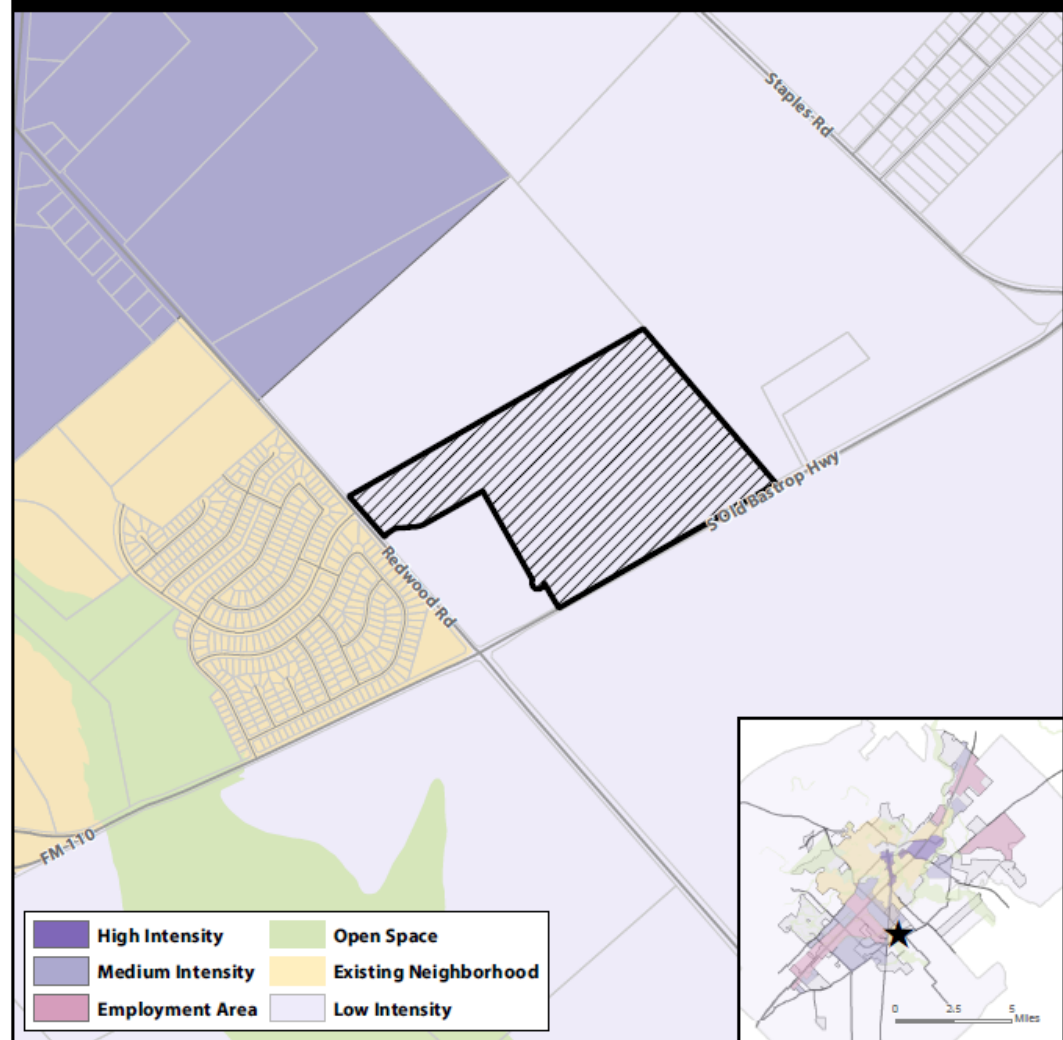 Staples Rd
S Old Bastrop Hwy
Redwood Rd
FM 110
High Intensity
Medium Intensity
Employment Area
Open Space
Existing Neighborhood
Low Intensity
0 2.5 5
Miles